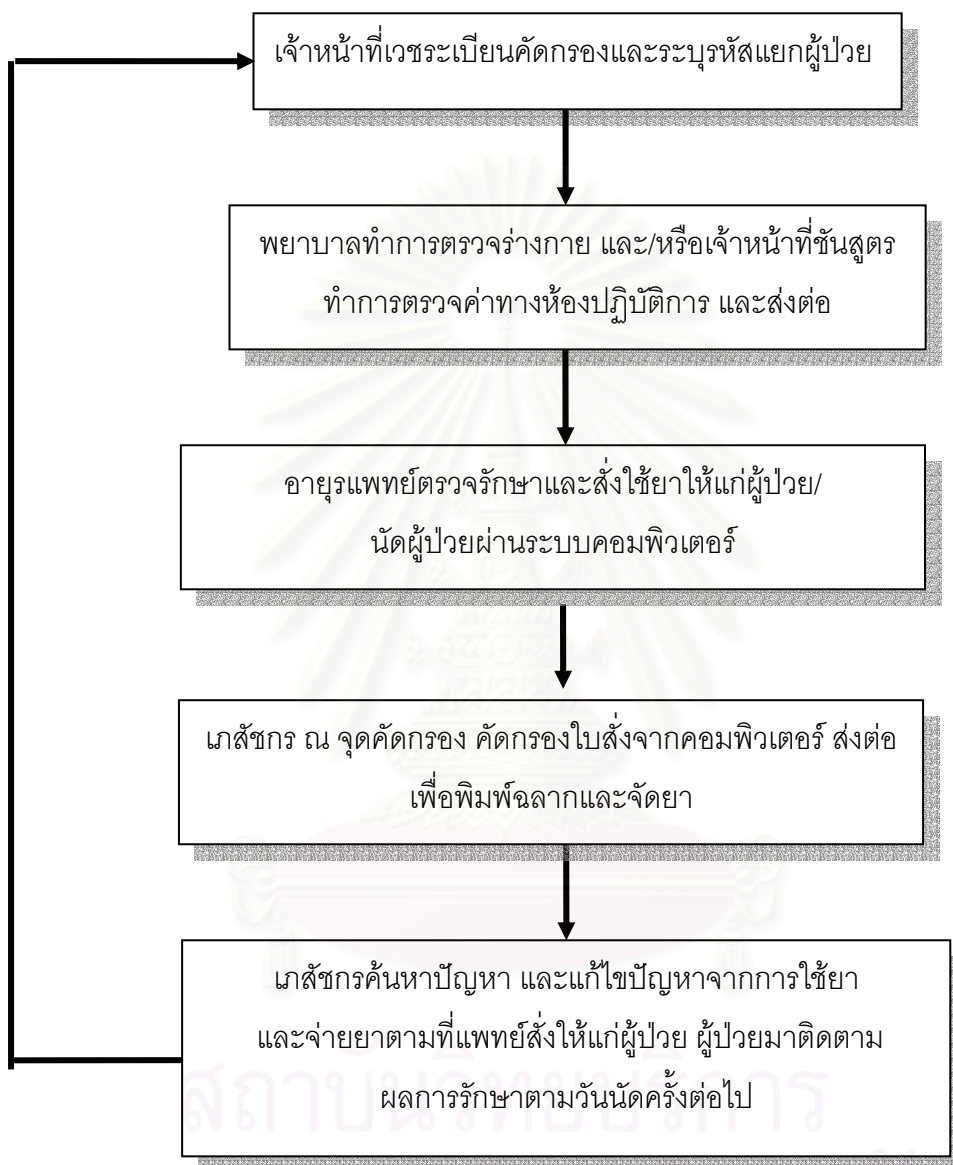 เจ้าหน้าที่เวชระเบียนคัดกรองและระบุรหัสแยกผู้ป่วย
พยาบาลทำการตรวจร่างกาย และ/หรือเจ้าหน้าที่ชันสูตร
ทำการตรวจค่าทางห้องปฏิบัติการ และส่งต่อ
อายุรแพทย์ตรวจรักษาและสั่งใช้ยาให้แก่ผู้ป่วย/
นัดผู้ป่วยผ่านระบบคอมพิวเตอร์
เภสัชกร ณ จุดคัดกรอง คัดกรองใบสั่งจากคอมพิวเตอร์ ส่งต่อ
เพื่อพิมพ์ฉลากและจัดยา
เภสัชกรค้นหาปัญหา และแก้ไขปัญหาจากการใช้ยา
และจ่ายยาตามที่แพทย์สั่งให้แก่ผู้ป่วย ผู้ป่วยมาติดตาม
ผลการรักษาตามวันนัดครั้งต่อไป
สถาบันวิทยบริการ